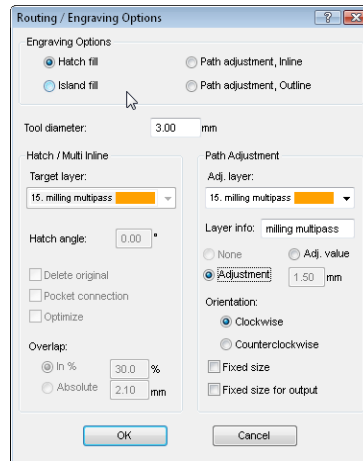 Routing / Engraving Options
Engraving Options
Hatch fill
Path adjustment, Inline
Island fill
Path adjustment, Outline
Tool diameter: 3.00 mm
Hatch / Multi Inline
Target layer:
15. milling multipass
Hatch angle: 0.00 °
Delete original
Pocket connection
Optimize
Overlap:
In % 30.0 %
Absolute 2.10 mm
Path Adjustment
Adj. layer:
15. milling multipass
Layer info: milling multipass
None
Adj. value
Adjustment 1.50 mm
Orientation:
Clockwise
Counterclockwise
Fixed size
Fixed size for output
OK
Cancel